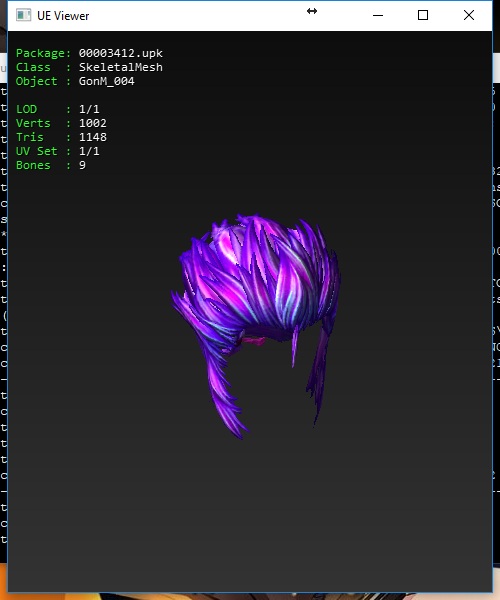 UE Viewer
Package: 00003412.upk
Class  : SkeletalMesh
Object : GonM_004
LOD    : 1/1
Verts  : 1002
Tris   : 1148
UV Set : 1/1
Bones  : 9